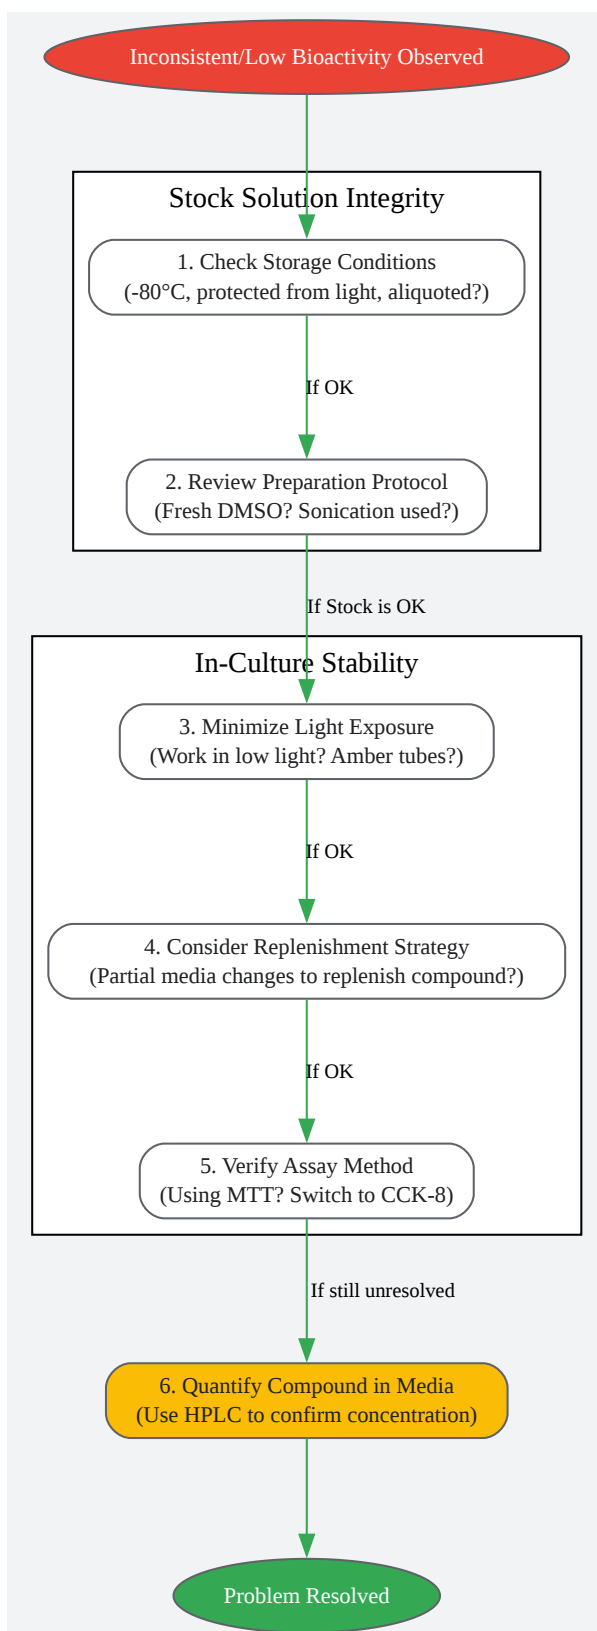 Inconsistent/Low Bioactivity Observed
Stock Solution Integrity
1. Check Storage Conditions
(-80°C, protected from light, aliquoted?)
If OK
2. Review Preparation Protocol
(Fresh DMSO? Sonication used?)
If Stock is OK
In-Culture Stability
3. Minimize Light Exposure
(Work in low light? Amber tubes?)
If OK
4. Consider Replenishment Strategy
(Partial media changes to replenish compound?)
If OK
5. Verify Assay Method
(Using MTT? Switch to CCK-8)
If still unresolved
6. Quantify Compound in Media
(Use HPLC to confirm concentration)
Problem Resolved